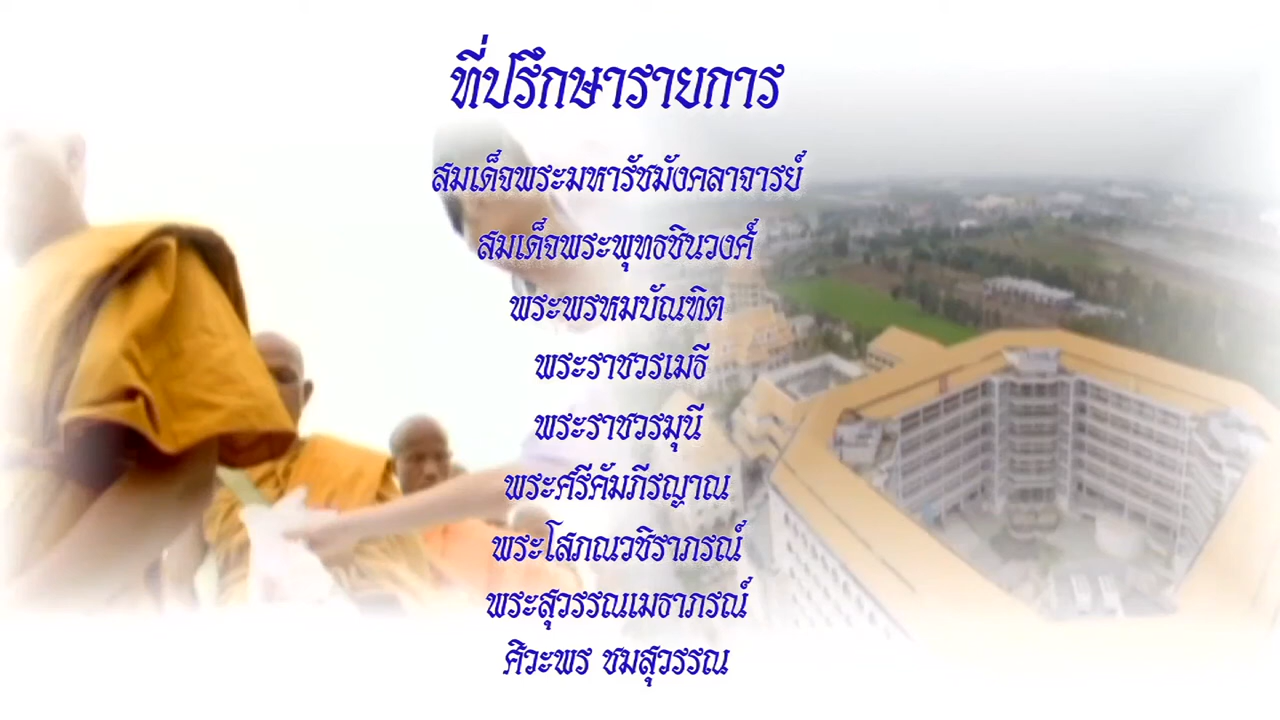 ที่ปรึกษารายการ
สมเด็จพระมหารัชมังคลาจารย์
สมเด็จพระพุทธชินวงศ์
พระพรหมบัณฑิต
พระราชวรเมธี
พระราชวรมุนี
พระศรีคัมภีรญาณ
พระโสภณวชิราภรณ์
พระสุวรรณเมธาภรณ์
ศิวะพร ชมสุวรรณ